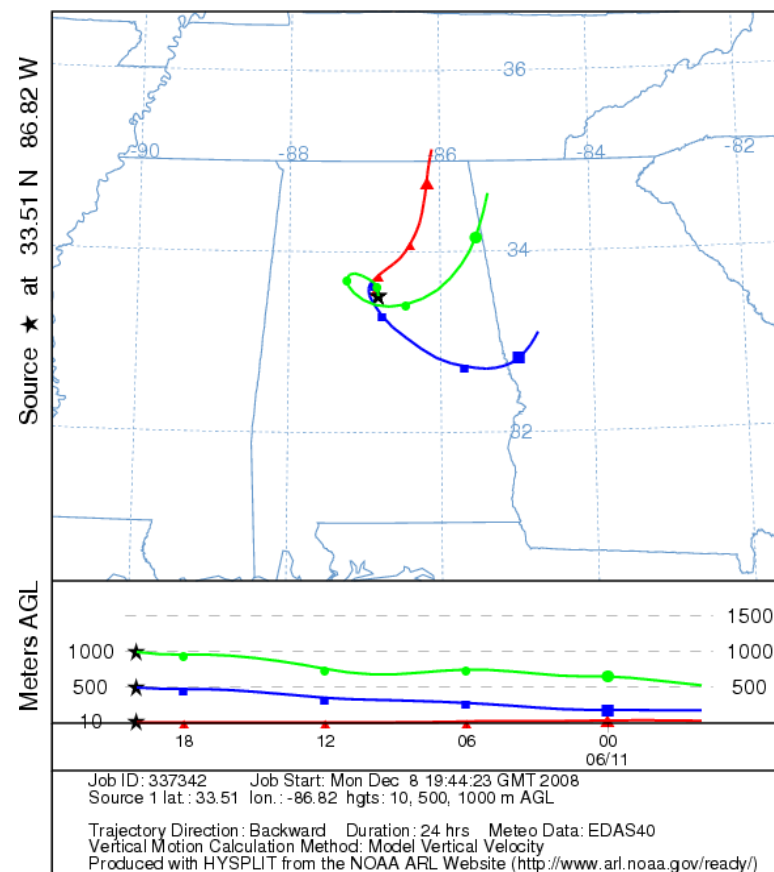 Source ★ at 33.51 N 86.82 W
36
-90
-88
-86
-84
-82
34
32
Meters AGL
1500
1000
1000
500
500
10
18
12
06
00
06/11
Job ID: 337342 Job Start: Mon Dec 8 19:44:23 GMT 2008
Source 1 lat.: 33.51 lon.: -86.82 hgts: 10, 500, 1000 m AGL
Trajectory Direction: Backward Duration: 24 hrs Meteo Data: EDAS40
Vertical Motion Calculation Method: Model Vertical Velocity
Produced with HYSPLIT from the NOAA ARL Website (http://www.arl.noaa.gov/ready/)